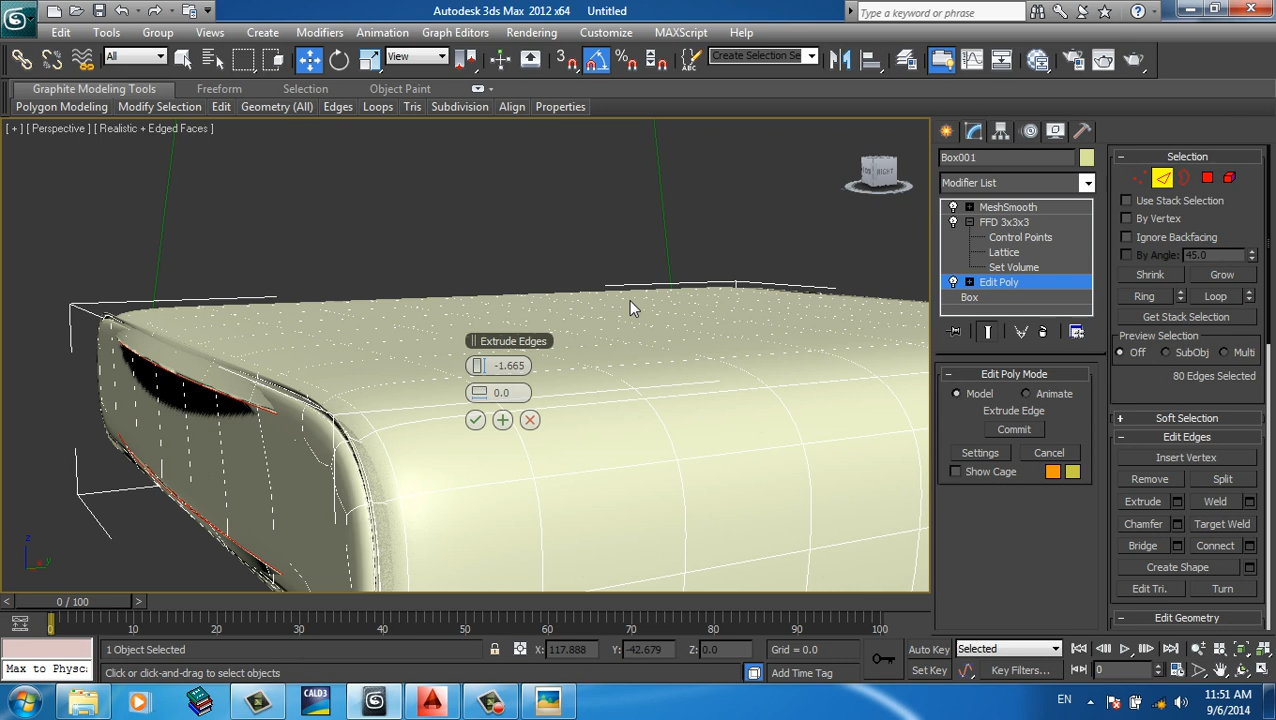 Autodesk 3ds Max 2012 x64 Untitled
Type a keyword or phrase
Edit Tools Group Views Create Modifiers Animation Graph Editors Rendering Customize MAXScript Help
All View Create Selection Se
Graphite Modeling Tools Freeform Selection Object Paint
Polygon Modeling Modify Selection Edit Geometry (All) Edges Loops Tris Subdivision Align Properties
[ + ] [ Perspective ] [ Realistic + Edged Faces ]
RIGHT
Extrude Edges
-1.665
0.0
z
x
y
Box001
Modifier List
MeshSmooth
FFD 3x3x3
Control Points
Lattice
Set Volume
Edit Poly
Box
Edit Poly Mode
Model Animate
Extrude Edge
Commit
Settings Cancel
Show Cage
Selection
Use Stack Selection
By Vertex
Ignore Backfacing
By Angle: 45.0
Shrink Grow
Ring Loop
Get Stack Selection
Preview Selection
Off SubObj Multi
80 Edges Selected
Soft Selection
Edit Edges
Insert Vertex
Remove Split
Extrude Weld
Chamfer Target Weld
Bridge Connect
Create Shape
Edit Tri. Turn
Edit Geometry
0 / 100
0 10 20 30 40 50 60 70 80 90 100
1 Object Selected X: 117.888 Y: -42.679 Z: 0.0 Grid = 0.0 Auto Key Selected
Max to Physc Click or click-and-drag to select objects Add Time Tag Set Key Key Filters... 0
CALD3
EN
11:51 AM
9/6/2014